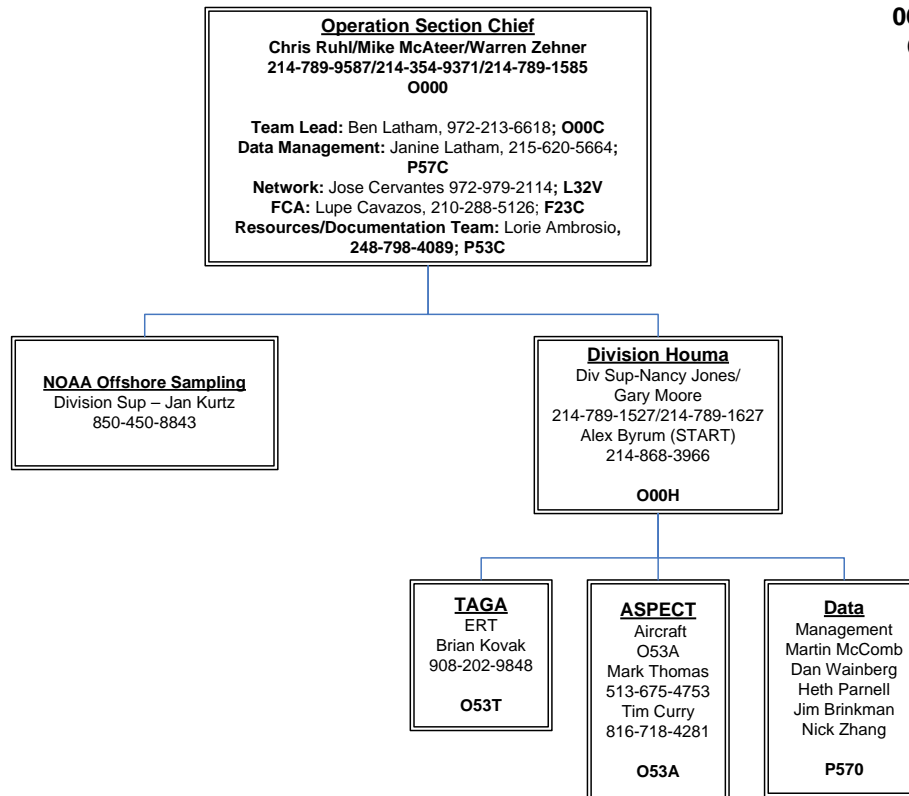 Operation Section Chief
Chris Ruhl/Mike McAteer/Warren Zehner
214-789-9587/214-354-9371/214-789-1585
O000
Team Lead: Ben Latham, 972-213-6618; O00C
Data Management: Janine Latham, 215-620-5664;
P57C
Network: Jose Cervantes 972-979-2114; L32V
FCA: Lupe Cavazos, 210-288-5126; F23C
Resources/Documentation Team: Lorie Ambrosio,
248-798-4089; P53C
NOAA Offshore Sampling
Division Sup – Jan Kurtz
850-450-8843
Division Houma
Div Sup-Nancy Jones/
Gary Moore
214-789-1527/214-789-1627
Alex Byrum (START)
214-868-3966
O00H
TAGA
ERT
Brian Kovak
908-202-9848
O53T
ASPECT
Aircraft
O53A
Mark Thomas
513-675-4753
Tim Curry
816-718-4281
O53A
Data
Management
Martin McComb
Dan Wainberg
Heth Parnell
Jim Brinkman
Nick Zhang
P570